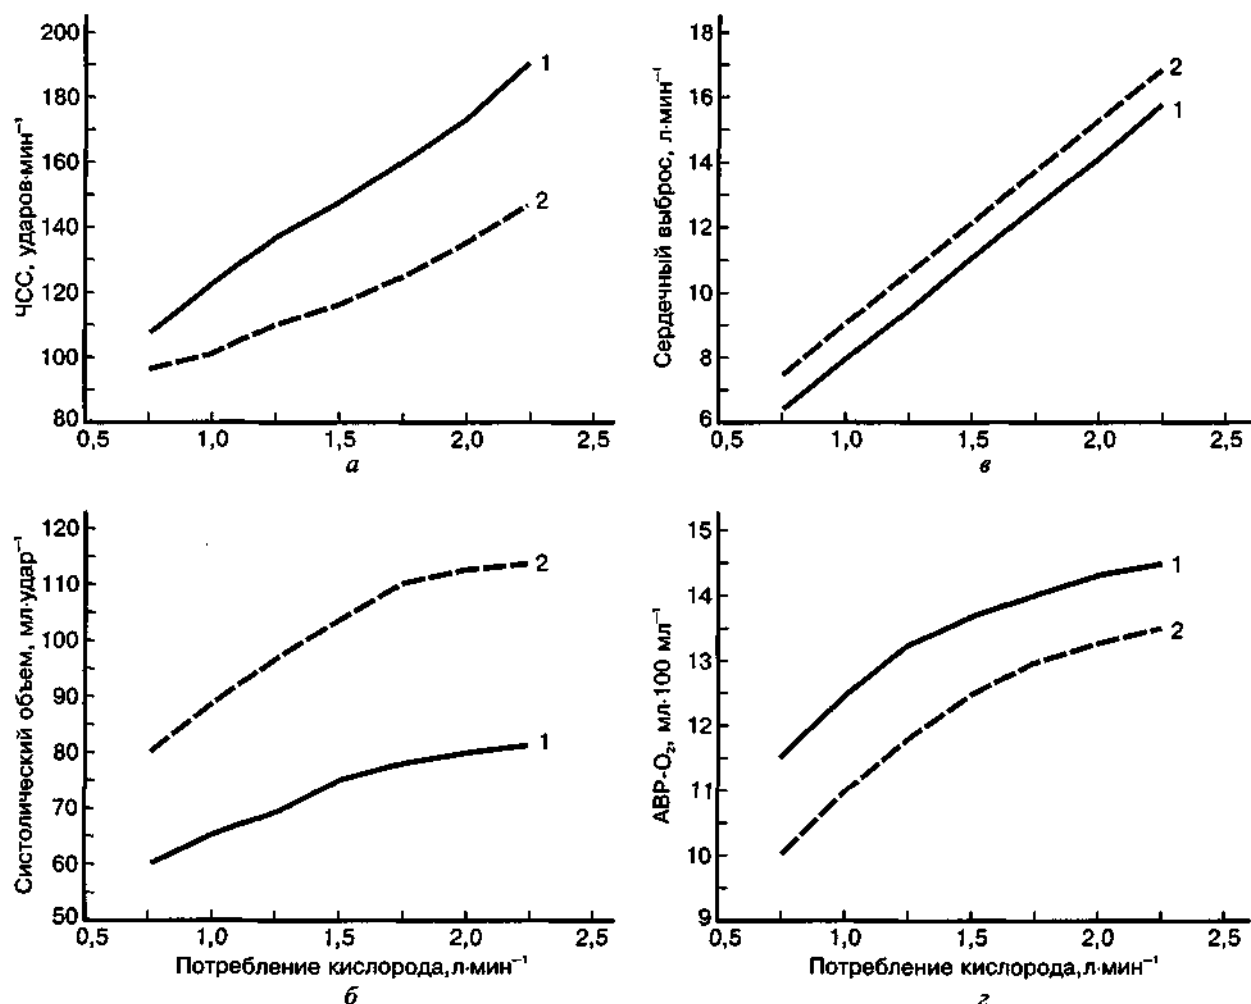 200
180
160
140
120
100
80
ЧСС, ударов·мин⁻¹
1
2
0,5 1,0 1,5 2,0 2,5
а
18
16
14
12
10
8
6
Сердечный выброс, л·мин⁻¹
2
1
0,5 1,0 1,5 2,0 2,5
в
120
110
100
90
80
70
60
50
Систолический объем, мл·удар⁻¹
2
1
0,5 1,0 1,5 2,0 2,5
Потребление кислорода, л·мин⁻¹
б
15
14
13
12
11
10
9
АВР-О₂, мл·100 мл⁻¹
1
2
0,5 1,0 1,5 2,0 2,5
Потребление кислорода, л·мин⁻¹
г